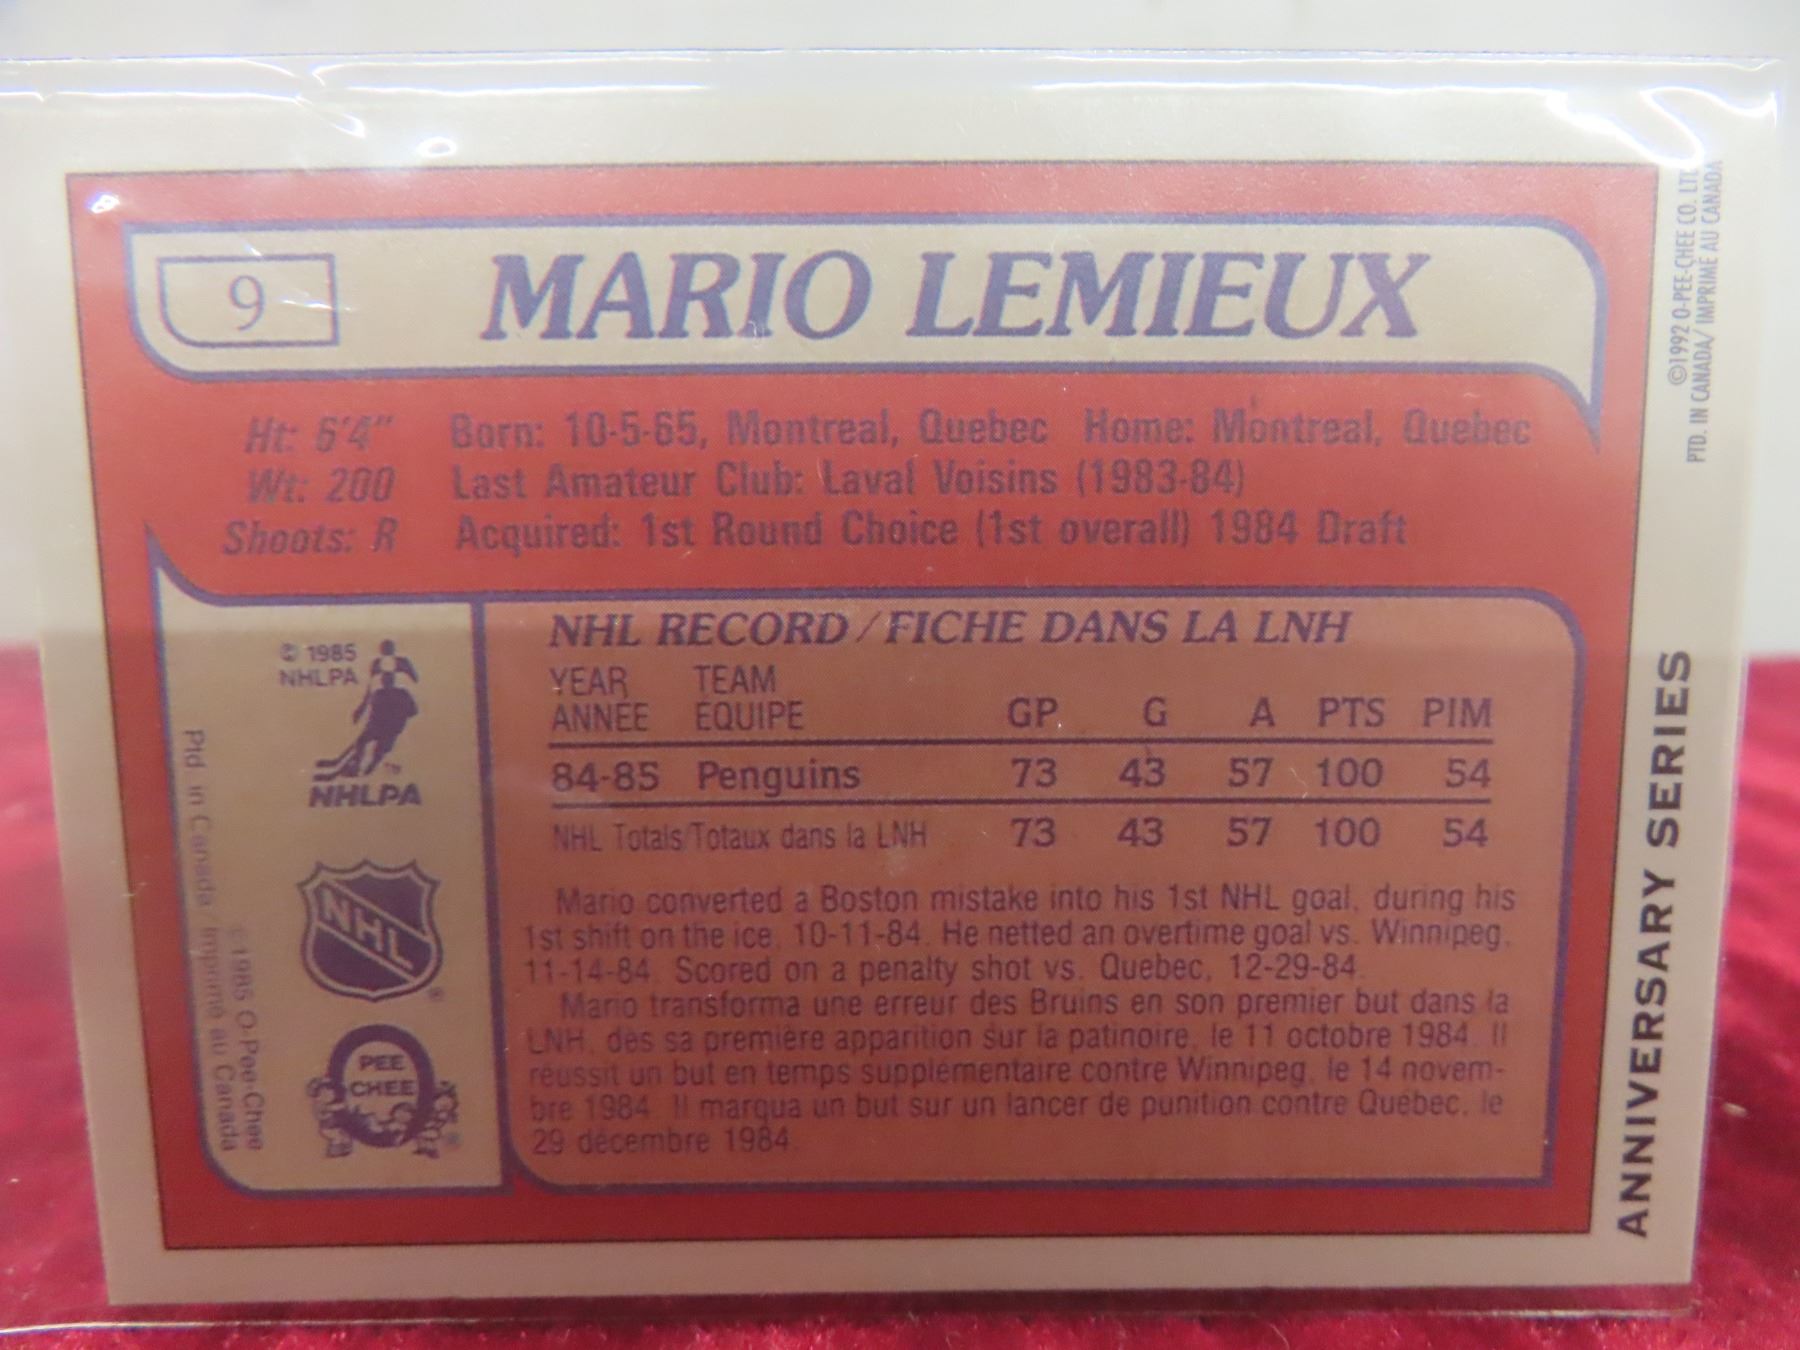 9
MARIO LEMIEUX
Ht: 6'4" Born: 10-5-65, Montreal, Quebec Home: Montreal, Quebec
Wt: 200 Last Amateur Club: Laval Voisins (1983-84)
Shoots: R Acquired: 1st Round Choice (1st overall) 1984 Draft
© 1985
NHLPA
NHLPA
NHL
PEE
CHEE
Ptd. in Canada/Imprimé au Canada
© 1985 O-Pee-Chee
NHL RECORD/FICHE DANS LA LNH
YEAR TEAM
ANNÉE ÉQUIPE GP G A PTS PIM
84-85 Penguins 73 43 57 100 54
NHL Totals/Totaux dans la LNH 73 43 57 100 54
Mario converted a Boston mistake into his 1st NHL goal, during his
1st shift on the ice, 10-11-84. He netted an overtime goal vs. Winnipeg,
11-14-84. Scored on a penalty shot vs. Quebec, 12-29-84.
Mario transforma une erreur des Bruins en son premier but dans la
LNH, dès sa première apparition sur la patinoire, le 11 octobre 1984. Il
réussit un but en temps supplémentaire contre Winnipeg, le 14 novem-
bre 1984. Il marqua un but sur un lancer de punition contre Québec, le
29 décembre 1984.
©1992 O-PEE-CHEE CO. LTD
PTD. IN CANADA/ IMPRIMÉ AU CANADA
ANNIVERSARY SERIES